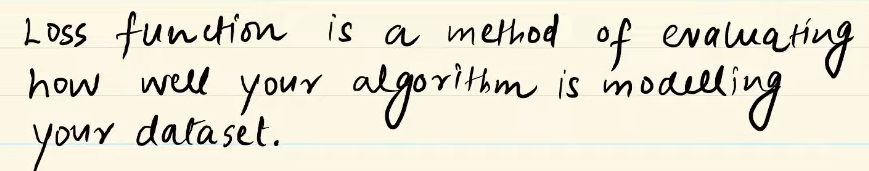 Loss function is a method of evaluating
how well your algorithm is modelling
your dataset.